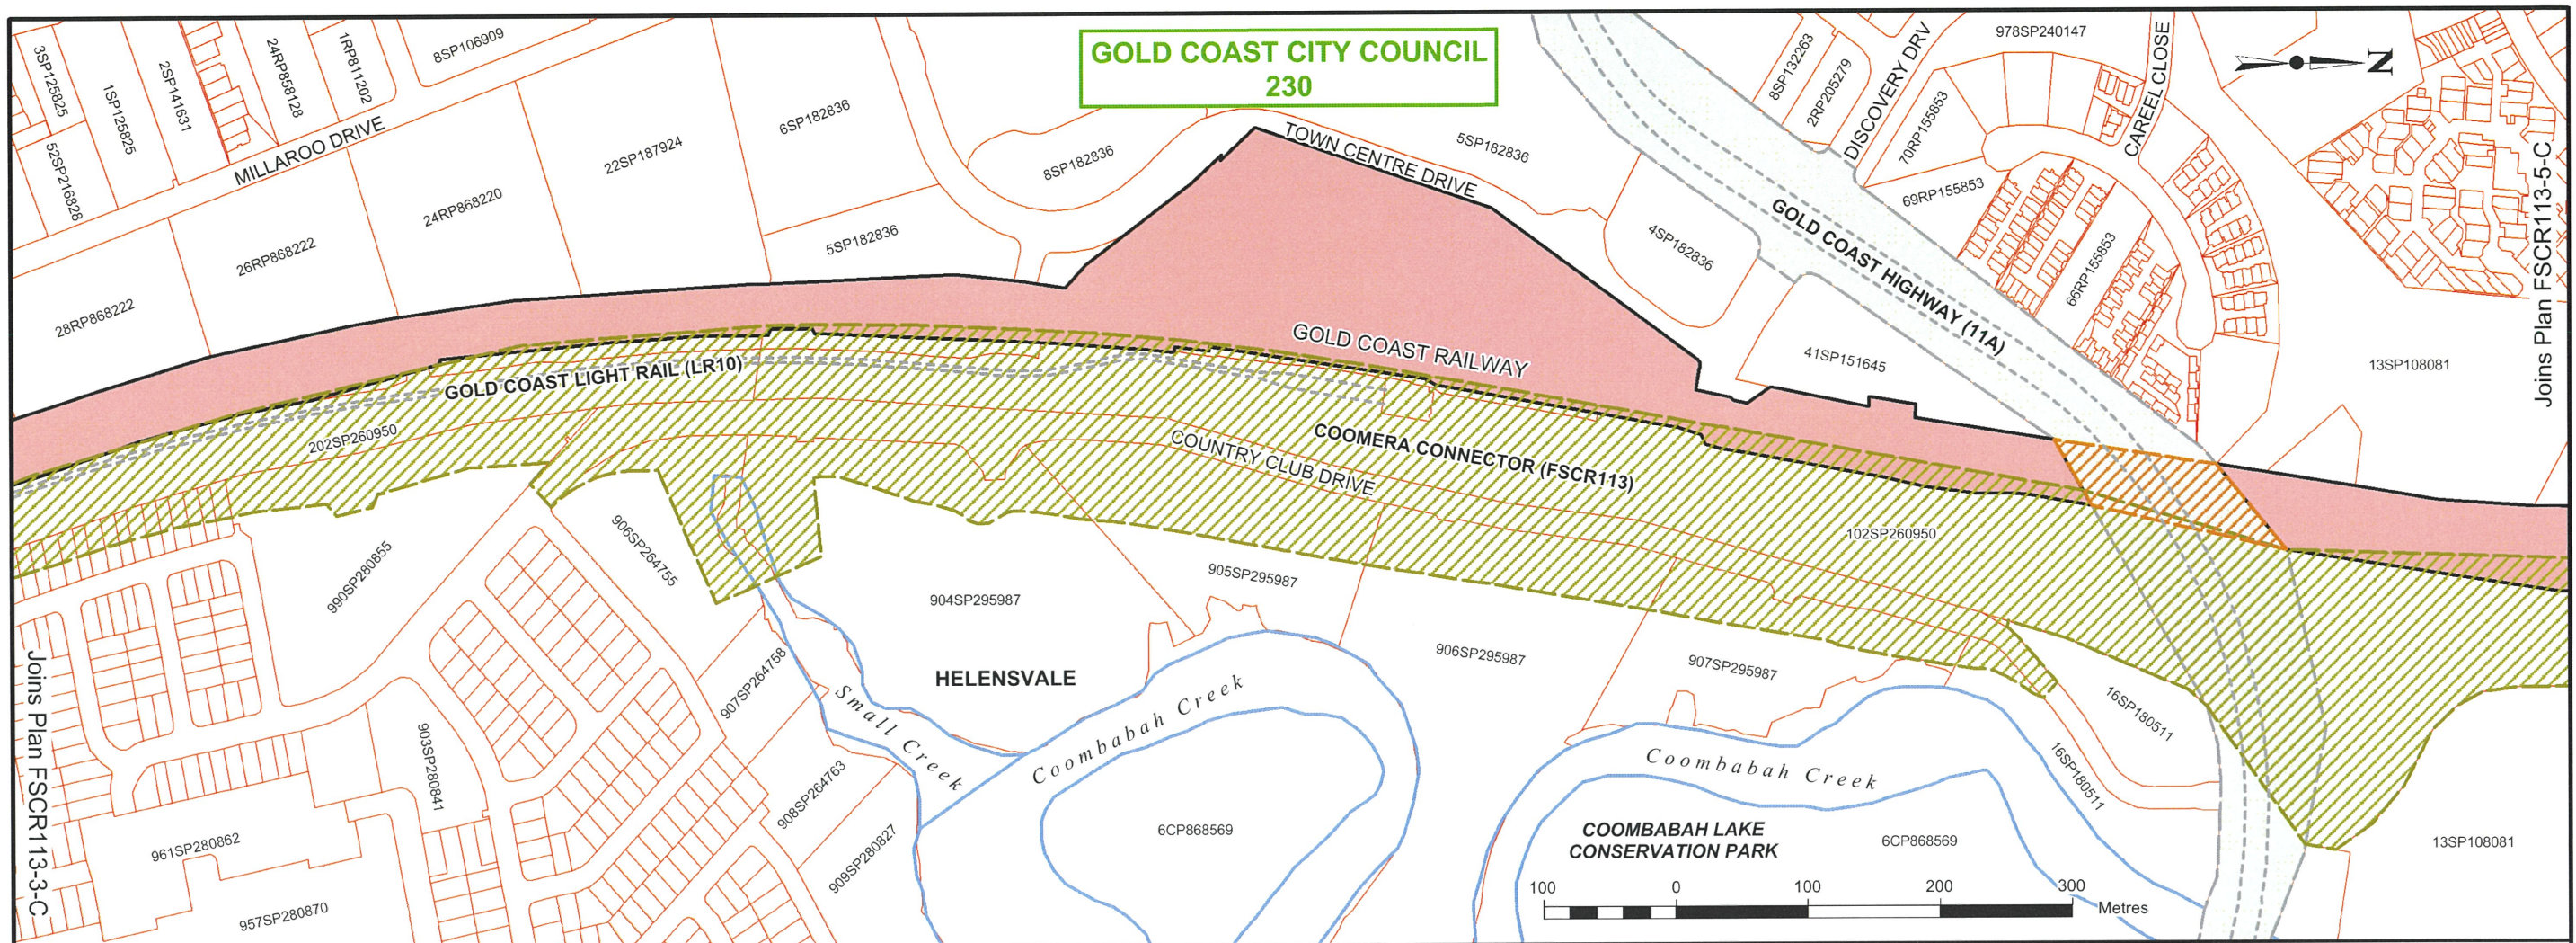 GOLD COAST CITY COUNCIL
230
3SP125825
1SP125825
2SP141631
52SP216828
24RP858128
1RP811202
8SP106909
MILLAROO DRIVE
28RP868222
26RP868222
24RP868220
22SP187924
6SP182836
5SP182836
8SP182836
TOWN CENTRE DRIVE
5SP182836
4SP182836
41SP151645
8SP132263
2RP205279
DISCOVERY DRV
978SP240147
CAREEL CLOSE
70RP155853
69RP155853
66RP155853
N
13SP108081
Joins Plan FSCR113-5-C
GOLD COAST HIGHWAY (11A)
GOLD COAST RAILWAY
GOLD COAST LIGHT RAIL (LR10)
202SP260950
COOMERA CONNECTOR (FSCR113)
COUNTRY CLUB DRIVE
102SP260950
990SP280855
906SP264755
904SP295987
905SP295987
906SP295987
907SP295987
16SP180511
16SP180511
HELENSVALE
907SP264758
908SP264763
909SP280827
Small Creek
Coombabah Creek
Coombabah Creek
6CP868569
6CP868569
COOMBABAH LAKE
CONSERVATION PARK
903SP280841
961SP280862
957SP280870
Joins Plan FSCR113-3-C
13SP108081
100 0 100 200 300
Metres